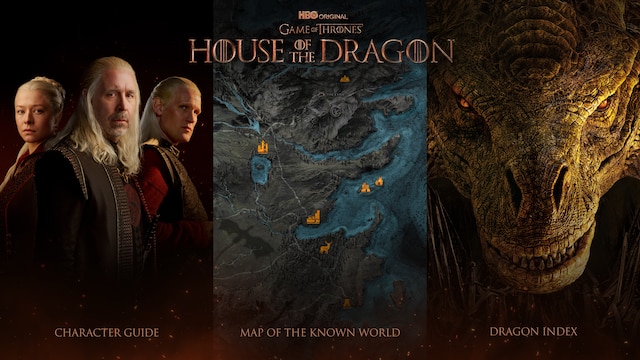 HBO ORIGINAL
GAME OF THRONES
HOUSE OF THE DRAGON
CHARACTER GUIDE
MAP OF THE KNOWN WORLD
DRAGON INDEX